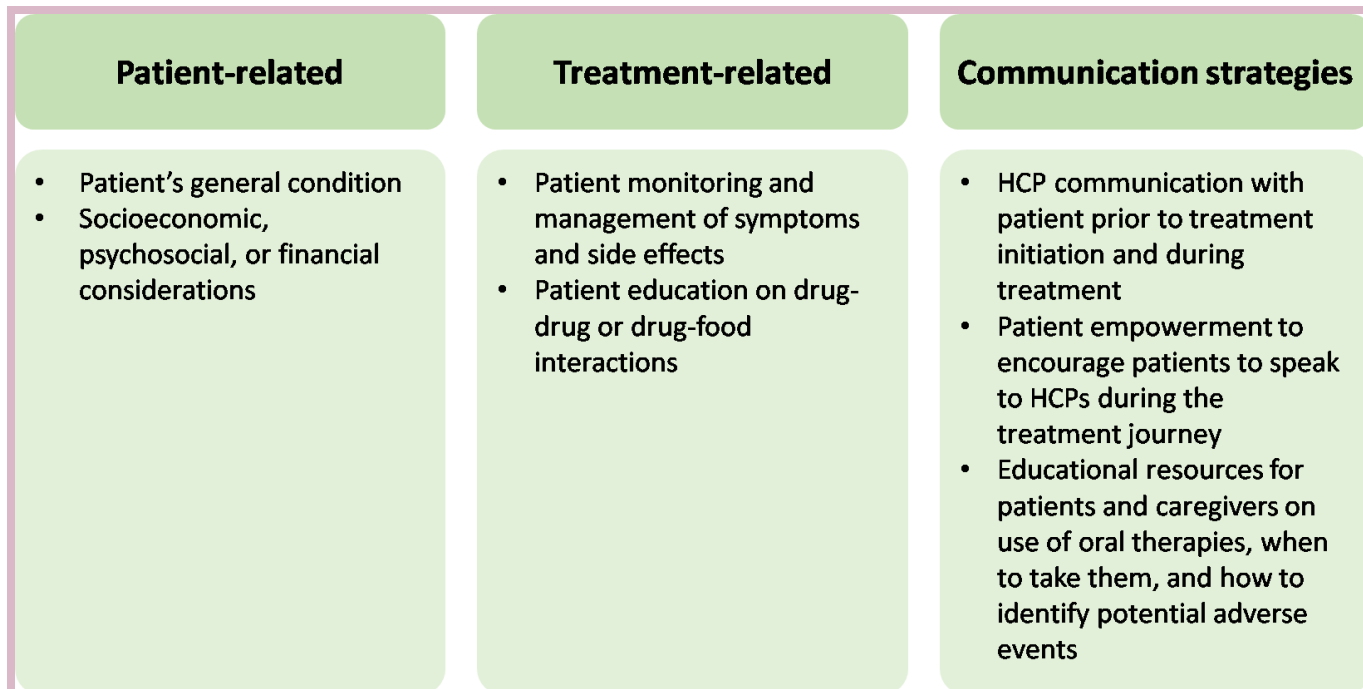 Patient-related
• Patient's general condition
• Socioeconomic,
psychosocial, or financial
considerations
Treatment-related
• Patient monitoring and
management of symptoms
and side effects
• Patient education on drug-
drug or drug-food
interactions
Communication strategies
• HCP communication with
patient prior to treatment
initiation and during
treatment
• Patient empowerment to
encourage patients to speak
to HCPs during the
treatment journey
• Educational resources for
patients and caregivers on
use of oral therapies, when
to take them, and how to
identify potential adverse
events